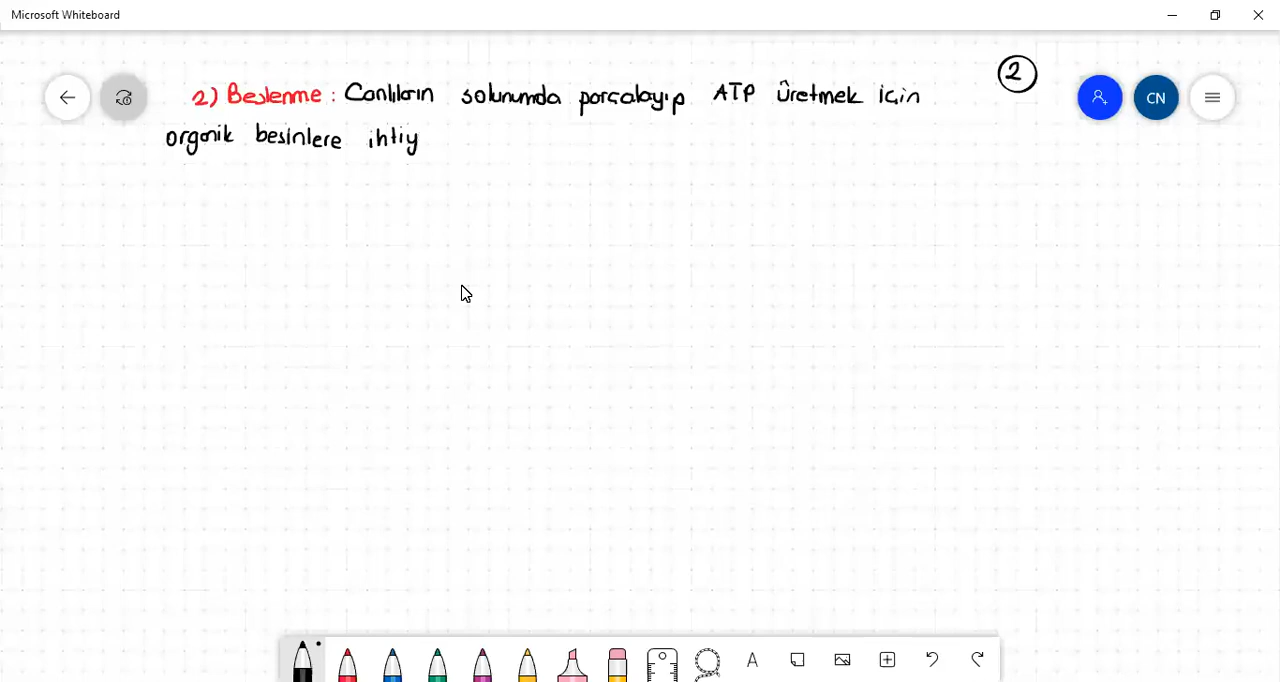 Microsoft Whiteboard
2
CN
2) Beslenme : Canlıların solunumda parçalayıp ATP üretmek için
organik besinlere ihtiy
A